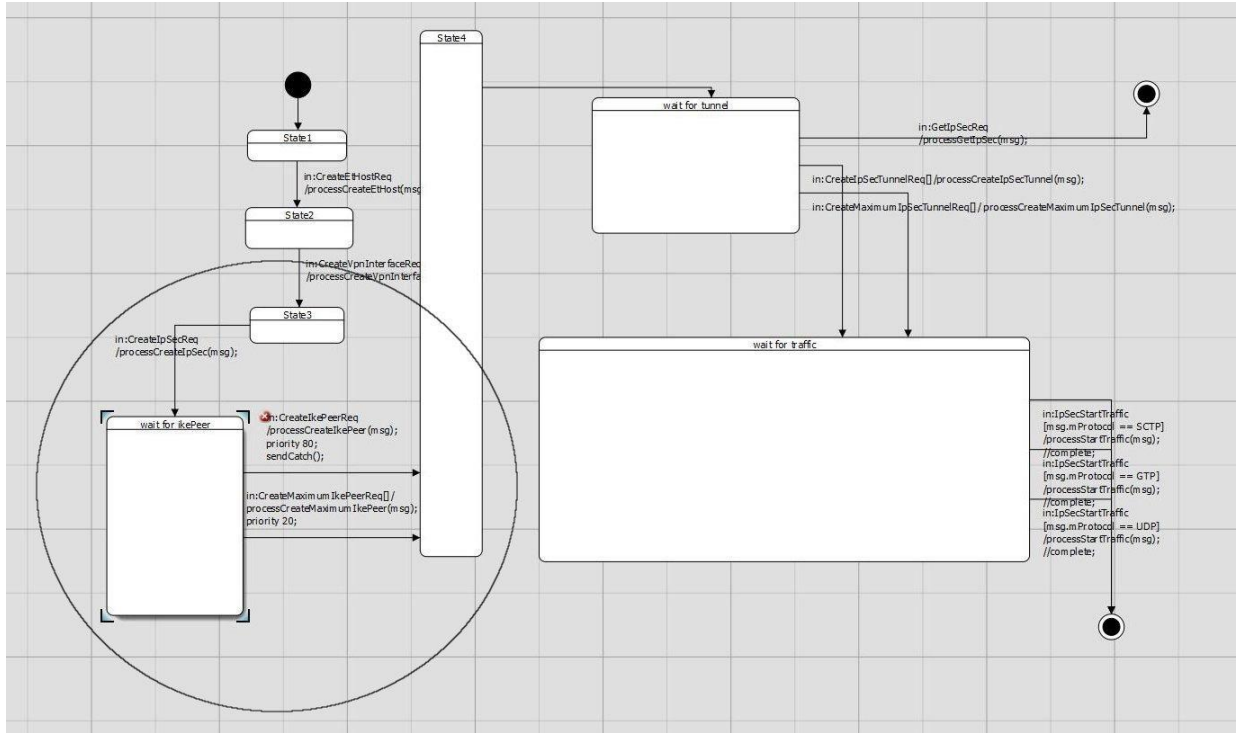 State4
wait for tunnel
in:GetIpSecReq
/processGetIpSec(msg);
State1
in:CreateEtHostReq
/processCreateEtHost(msg
in:CreateIpSecTunnelReq[]/processCreateIpSecTunnel(msg);
in:CreateMaximumIpSecTunnelReq[]/ processCreateMaximumIpSecTunnel(msg);
State2
in:CreateVpnInterfaceReq
/processCreateVpnInterfa
State3
in:CreateIpSecReq
/processCreateIpSec(msg);
wait for traffic
wait for ikePeer
in:CreateIkePeerReq
/processCreateIkePeer(msg);
priority 80;
sendCatch();
in:CreateMaximumIkePeerReq[]/
processCreateMaximumIkePeer(msg);
priority 20;
in:IpSecStartTraffic
[msg.mProtocol == SCTP]
/processStartTraffic(msg);
//complete;
in:IpSecStartTraffic
[msg.mProtocol == GTP]
/processStartTraffic(msg);
//complete;
in:IpSecStartTraffic
[msg.mProtocol == UDP]
/processStartTraffic(msg);
//complete;